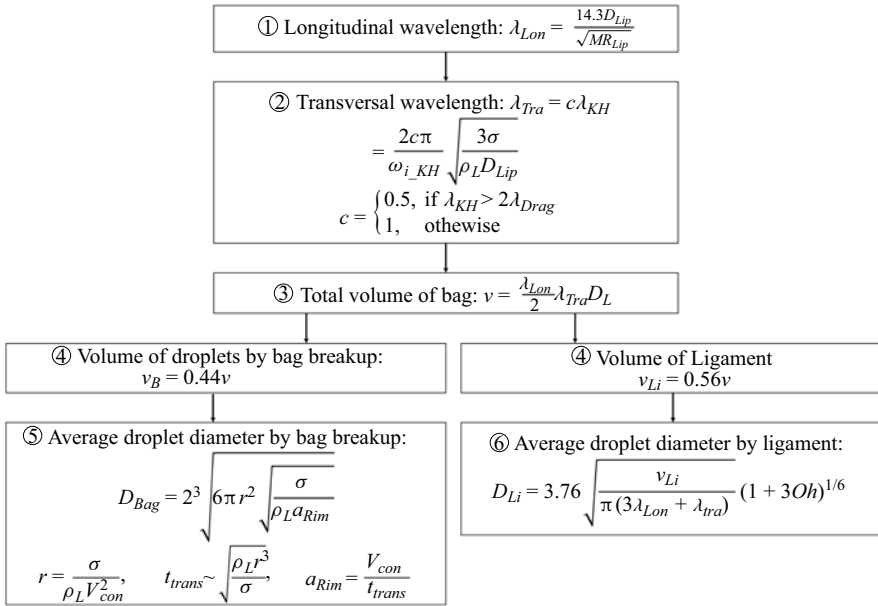 ① Longitudinal wavelength: λ_Lon = 14.3D_Lip / √MR_Lip
② Transversal wavelength: λ_Tra = cλ_KH
= 2cπ / ω_i_KH √(3σ / ρ_L D_Lip)
c = { 0.5, if λ_KH > 2λ_Drag
1, othewise
③ Total volume of bag: v = λ_Lon / 2 λ_Tra D_L
④ Volume of droplets by bag breakup:
v_B = 0.44v
④ Volume of Ligament
v_Li = 0.56v
⑤ Average droplet diameter by bag breakup:
D_Bag = 2³ √(6π r² √(σ / ρ_L a_Rim))
r = σ / ρ_L V²_con, t_trans ~ √(ρ_L r³ / σ), a_Rim = V_con / t_trans
⑥ Average droplet diameter by ligament:
D_Li = 3.76 √(v_Li / π (3λ_Lon + λ_tra)) (1 + 3Oh)^1/6